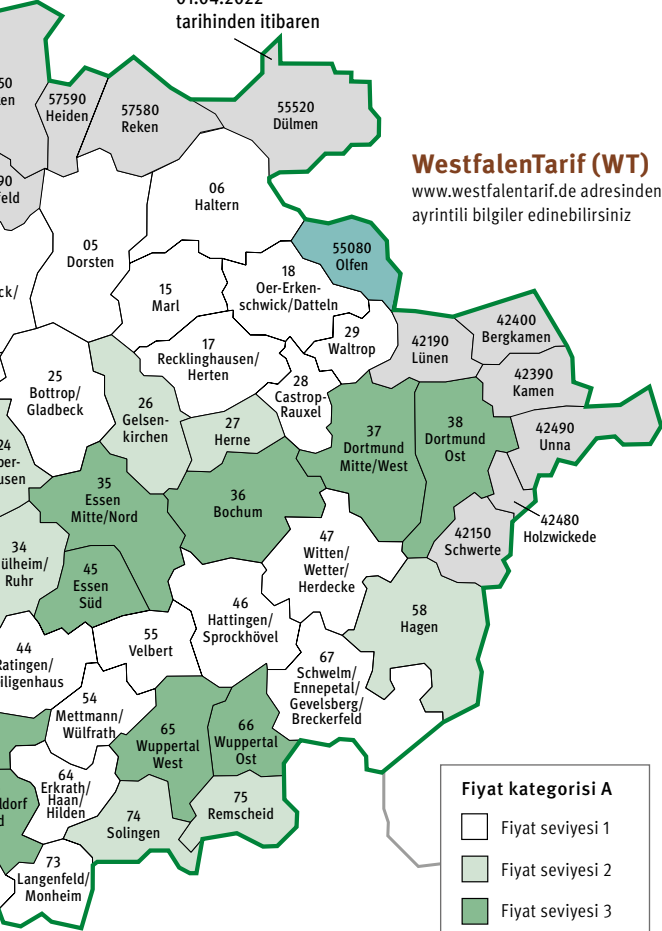 tarihinden itibaren
57590
Heiden
57580
Reken
55520
Dülmen
WestfalenTarif (WT)
www.westfalentarif.de adresinden
ayrintili bilgiler edinebilirsiniz
06
Haltern
05
Dorsten
55080
Olfen
15
Marl
18
Oer-Erken-
schwick/Datteln
29
Waltrop
42190
Lünen
42400
Bergkamen
42390
Kamen
42490
Unna
17
Recklinghausen/
Herten
28
Castrop-
Rauxel
25
Bottrop/
Gladbeck
26
Gelsen-
kirchen
27
Herne
37
Dortmund
Mitte/West
38
Dortmund
Ost
35
Essen
Mitte/Nord
36
Bochum
42480
Holzwickede
42150
Schwerte
34
Ruhr
45
Essen
Süd
47
Witten/
Wetter/
Herdecke
46
Hattingen/
Sprockhövel
58
Hagen
44
55
Velbert
67
Schwelm/
Ennepetal/
Gevelsberg/
Breckerfeld
54
Mettmann/
Wülfrath
65
Wuppertal
West
66
Wuppertal
Ost
64
Erkrath/
Haan/
Hilden
74
Solingen
75
Remscheid
73
Langenfeld/
Monheim
Fiyat kategorisi A
Fiyat seviyesi 1
Fiyat seviyesi 2
Fiyat seviyesi 3